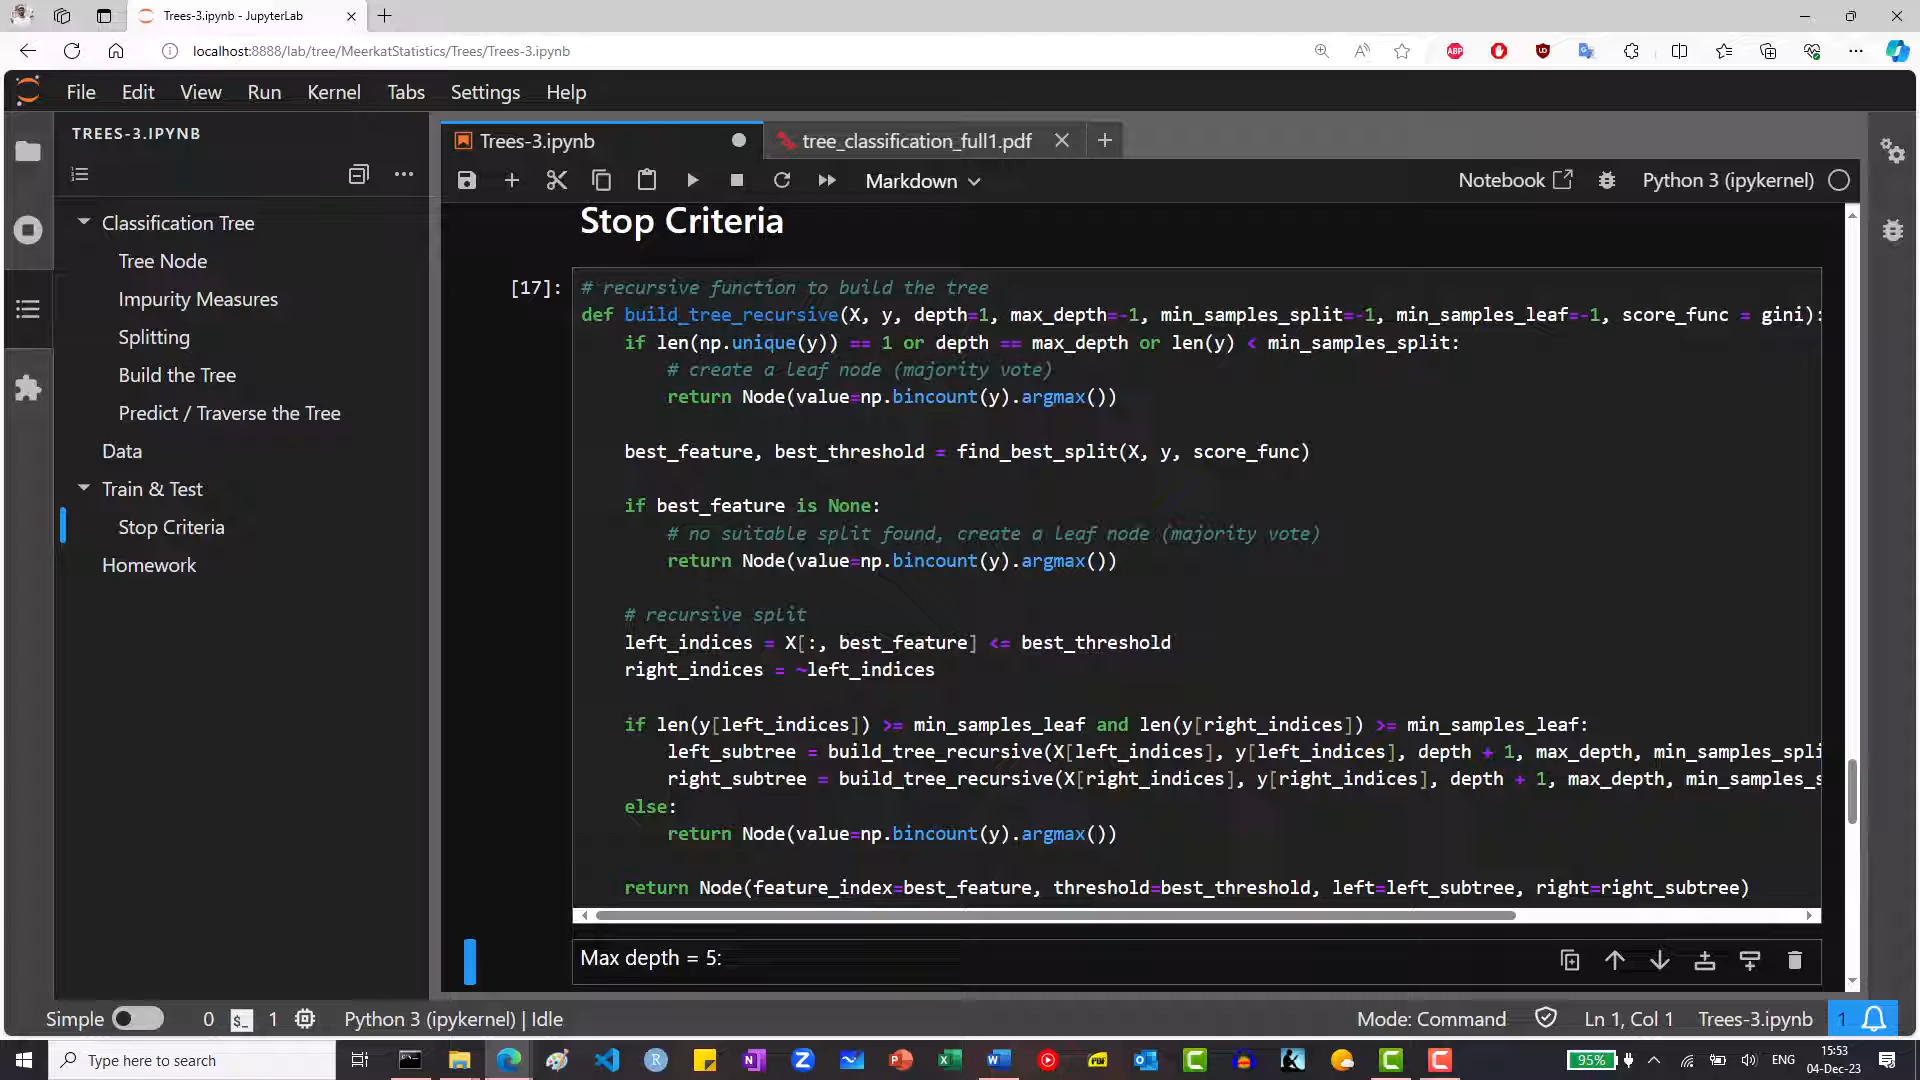 Trees-3.ipynb - JupyterLab
localhost:8888/lab/tree/MeerkatStatistics/Trees/Trees-3.ipynb
File Edit View Run Kernel Tabs Settings Help
TREES-3.IPYNB
Classification Tree
Tree Node
Impurity Measures
Splitting
Build the Tree
Predict / Traverse the Tree
Data
Train & Test
Stop Criteria
Homework
Trees-3.ipynb
tree_classification_full1.pdf
Markdown
Notebook
Python 3 (ipykernel)
Stop Criteria
[17]:
# recursive function to build the tree
def build_tree_recursive(X, y, depth=1, max_depth=-1, min_samples_split=-1, min_samples_leaf=-1, score_func = gini):
if len(np.unique(y)) == 1 or depth == max_depth or len(y) < min_samples_split:
# create a leaf node (majority vote)
return Node(value=np.bincount(y).argmax())
best_feature, best_threshold = find_best_split(X, y, score_func)
if best_feature is None:
# no suitable split found, create a leaf node (majority vote)
return Node(value=np.bincount(y).argmax())
# recursive split
left_indices = X[:, best_feature] <= best_threshold
right_indices = ~left_indices
if len(y[left_indices]) >= min_samples_leaf and len(y[right_indices]) >= min_samples_leaf:
left_subtree = build_tree_recursive(X[left_indices], y[left_indices], depth + 1, max_depth, min_samples_spli
right_subtree = build_tree_recursive(X[right_indices], y[right_indices], depth + 1, max_depth, min_samples_s
else:
return Node(value=np.bincount(y).argmax())
return Node(feature_index=best_feature, threshold=best_threshold, left=left_subtree, right=right_subtree)
Max depth = 5:
Simple 0 1 Python 3 (ipykernel) | Idle
Mode: Command Ln 1, Col 1 Trees-3.ipynb 1
Type here to search
95% ENG
15:53
04-Dec-23